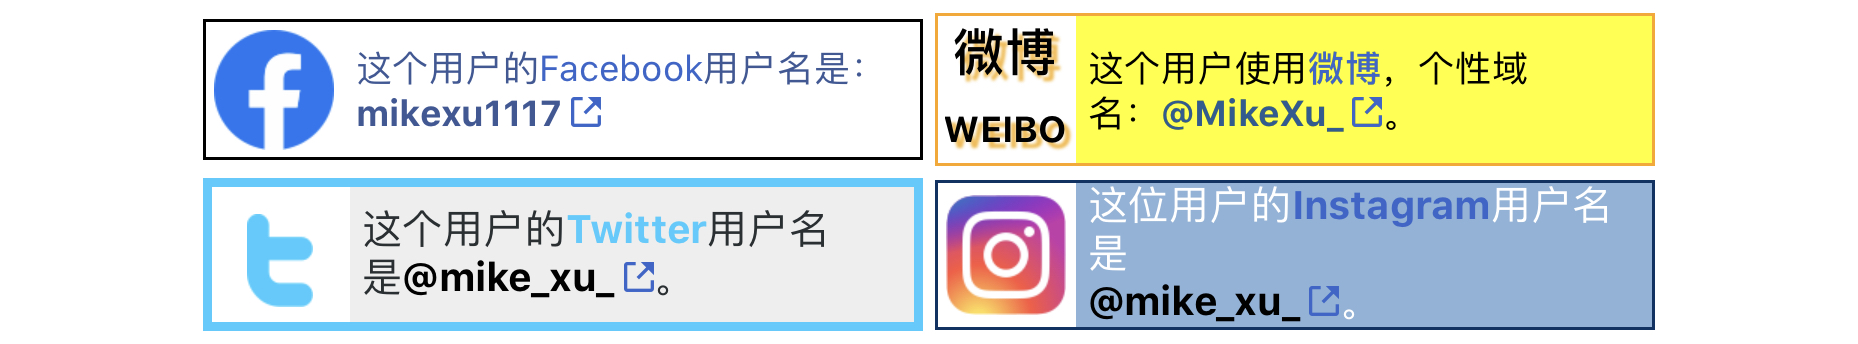 这个用户的Facebook用户名是：
mikexu1117
微博
WEIBO
这个用户使用微博，个性域
名：@MikeXu_。
这个用户的Twitter用户名
是@mike_xu_。
这位用户的Instagram用户名
是
@mike_xu_。